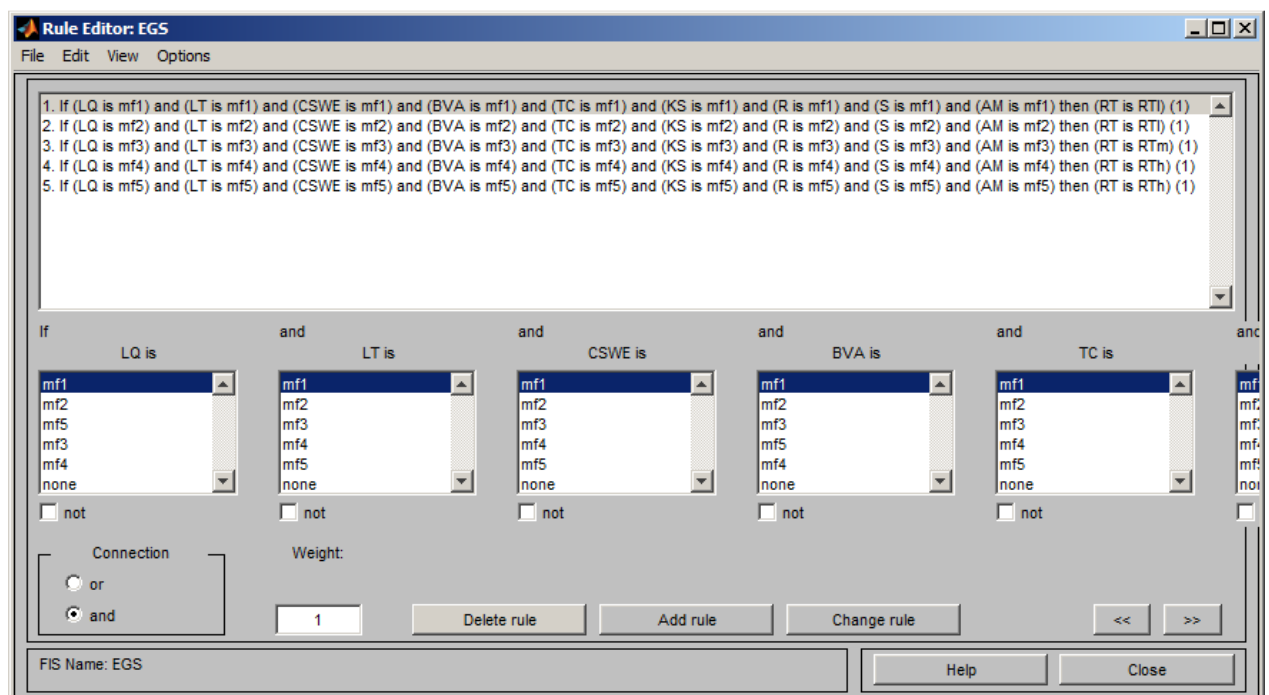 Rule Editor: EGS
File Edit View Options
1. If (LQ is mf1) and (LT is mf1) and (CSWE is mf1) and (BVA is mf1) and (TC is mf1) and (KS is mf1) and (R is mf1) and (S is mf1) and (AM is mf1) then (RT is RTl) (1)
2. If (LQ is mf2) and (LT is mf2) and (CSWE is mf2) and (BVA is mf2) and (TC is mf2) and (KS is mf2) and (R is mf2) and (S is mf2) and (AM is mf2) then (RT is RTl) (1)
3. If (LQ is mf3) and (LT is mf3) and (CSWE is mf3) and (BVA is mf3) and (TC is mf3) and (KS is mf3) and (R is mf3) and (S is mf3) and (AM is mf3) then (RT is RTm) (1)
4. If (LQ is mf4) and (LT is mf4) and (CSWE is mf4) and (BVA is mf4) and (TC is mf4) and (KS is mf4) and (R is mf4) and (S is mf4) and (AM is mf4) then (RT is RTh) (1)
5. If (LQ is mf5) and (LT is mf5) and (CSWE is mf5) and (BVA is mf5) and (TC is mf5) and (KS is mf5) and (R is mf5) and (S is mf5) and (AM is mf5) then (RT is RTh) (1)
If and and and and and
LQ is LT is CSWE is BVA is TC is
mf1 mf1 mf1 mf1 mf1
mf2 mf2 mf2 mf2 mf2
mf5 mf3 mf3 mf3 mf3
mf3 mf4 mf4 mf5 mf4
mf4 mf5 mf5 mf4 mf5
none none none none none
not not not not not
Connection Weight:
or
and 1 Delete rule Add rule Change rule << >>
FIS Name: EGS Help Close